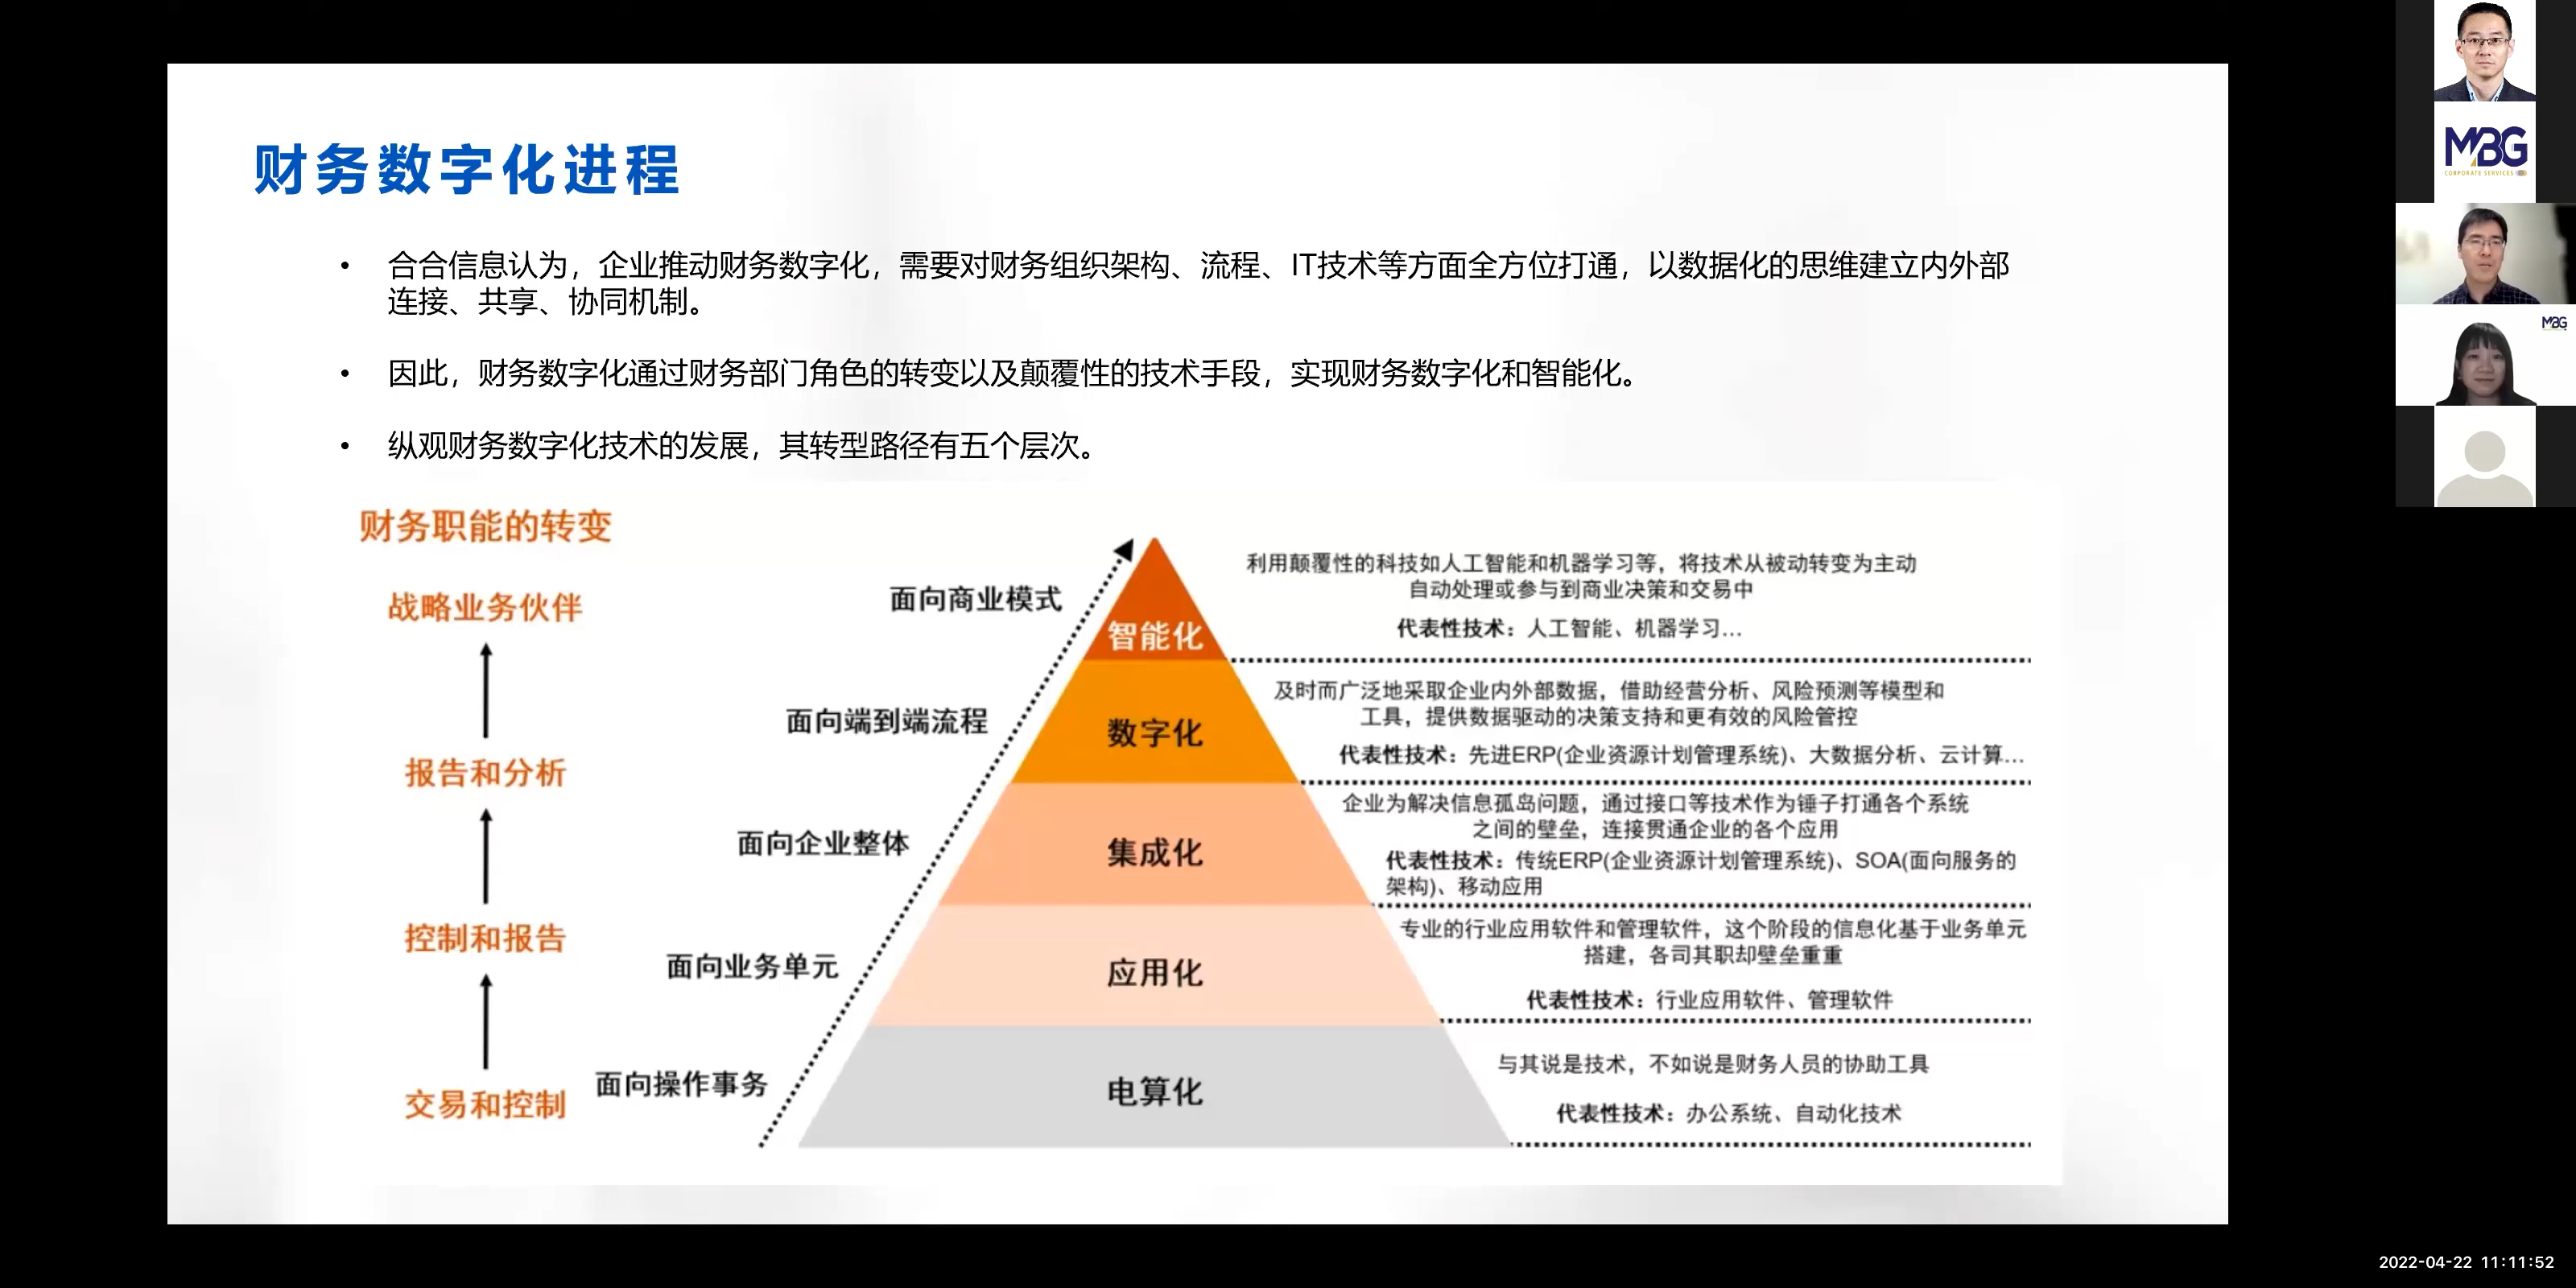 财务数字化进程
• 合合信息认为，企业推动财务数字化，需要对财务组织架构、流程、IT技术等方面全方位打通，以数据化的思维建立内外部
连接、共享、协同机制。
• 因此，财务数字化通过财务部门角色的转变以及颠覆性的技术手段，实现财务数字化和智能化。
• 纵观财务数字化技术的发展，其转型路径有五个层次。
财务职能的转变
战略业务伙伴
报告和分析
控制和报告
交易和控制
面向商业模式
面向端到端流程
面向企业整体
面向业务单元
面向操作事务
智能化
数字化
集成化
应用化
电算化
利用颠覆性的科技如人工智能和机器学习等，将技术从被动转变为主动
自动处理或参与到商业决策和交易中
代表性技术：人工智能、机器学习...
及时而广泛地采取企业内外部数据，借助经营分析、风险预测等模型和
工具，提供数据驱动的决策支持和更有效的风险管控
代表性技术：先进ERP(企业资源计划管理系统)、大数据分析、云计算...
企业为解决信息孤岛问题，通过接口等技术作为锤子打通各个系统
之间的壁垒，连接贯通企业的各个应用
代表性技术：传统ERP(企业资源计划管理系统)、SOA(面向服务的
架构)、移动应用
专业的行业应用软件和管理软件，这个阶段的信息化基于业务单元
搭建，各司其职却壁垒重重
代表性技术：行业应用软件、管理软件
与其说是技术，不如说是财务人员的协助工具
代表性技术：办公系统、自动化技术
MBG
CORPORATE SERVICES
MBG
2022-04-22 11:11:52